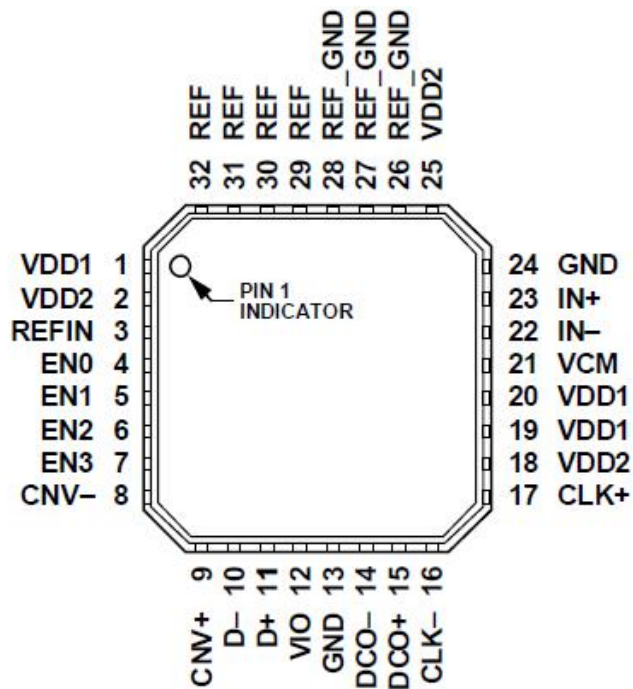 32 REF
31 REF
30 REF
29 REF
28 REF_GND
27 REF_GND
26 REF_GND
25 VDD2
VDD1 1
VDD2 2
REFIN 3
EN0 4
EN1 5
EN2 6
EN3 7
CNV– 8
PIN 1
INDICATOR
24 GND
23 IN+
22 IN–
21 VCM
20 VDD1
19 VDD1
18 VDD2
17 CLK+
CNV+ 9
D– 10
D+ 11
VIO 12
GND 13
DCO– 14
DCO+ 15
CLK– 16